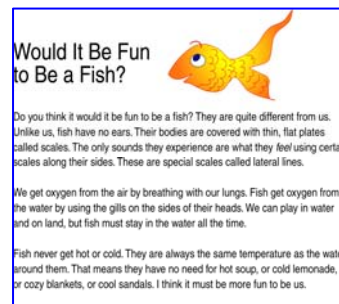 Would It Be Fun
to Be a Fish?
Do you think it would it be fun to be a fish? They are quite different from us.
Unlike us, fish have no ears. Their bodies are covered with thin, flat plates
called scales. The only sounds they experience are what they feel using certa
scales along their sides. These are special scales called lateral lines.
We get oxygen from the air by breathing with our lungs. Fish get oxygen from
the water by using the gills on the sides of their heads. We can play in water
and on land, but fish must stay in the water all the time.
Fish never get hot or cold. They are always the same temperature as the wat
around them. That means they have no need for hot soup, or cold lemonade,
or cozy blankets, or cool sandals. I think it must be more fun to be us.